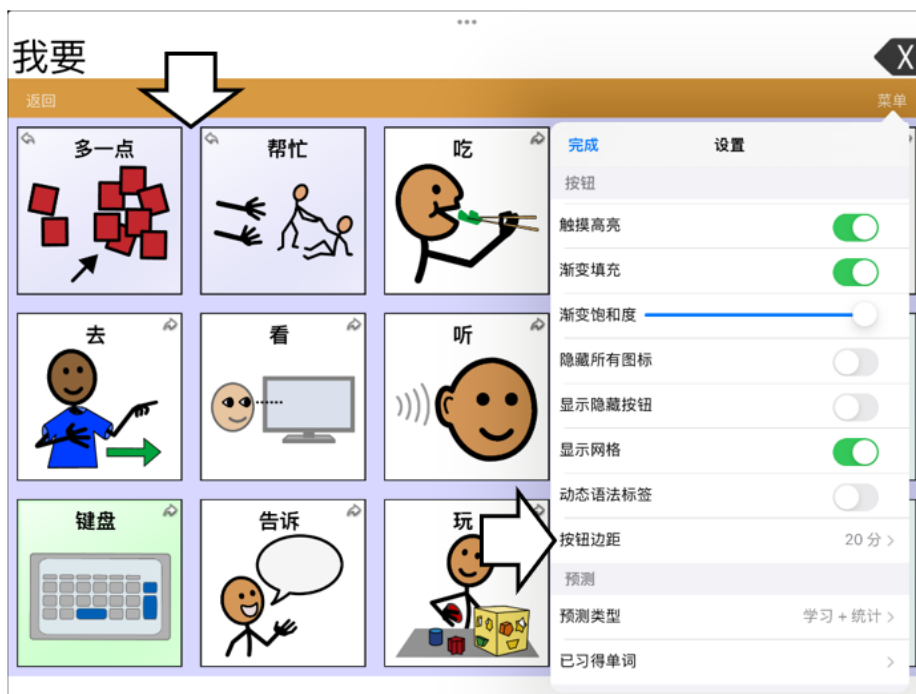 我要
X
返回
菜单
多一点
帮忙
吃
去
看
听
键盘
告诉
玩
完成
设置
按钮
触摸高亮
渐变填充
渐变饱和度
隐藏所有图标
显示隐藏按钮
显示网格
动态语法标签
按钮边距
20 分 >
预测
预测类型
学习 + 统计 >
已习得单词
>